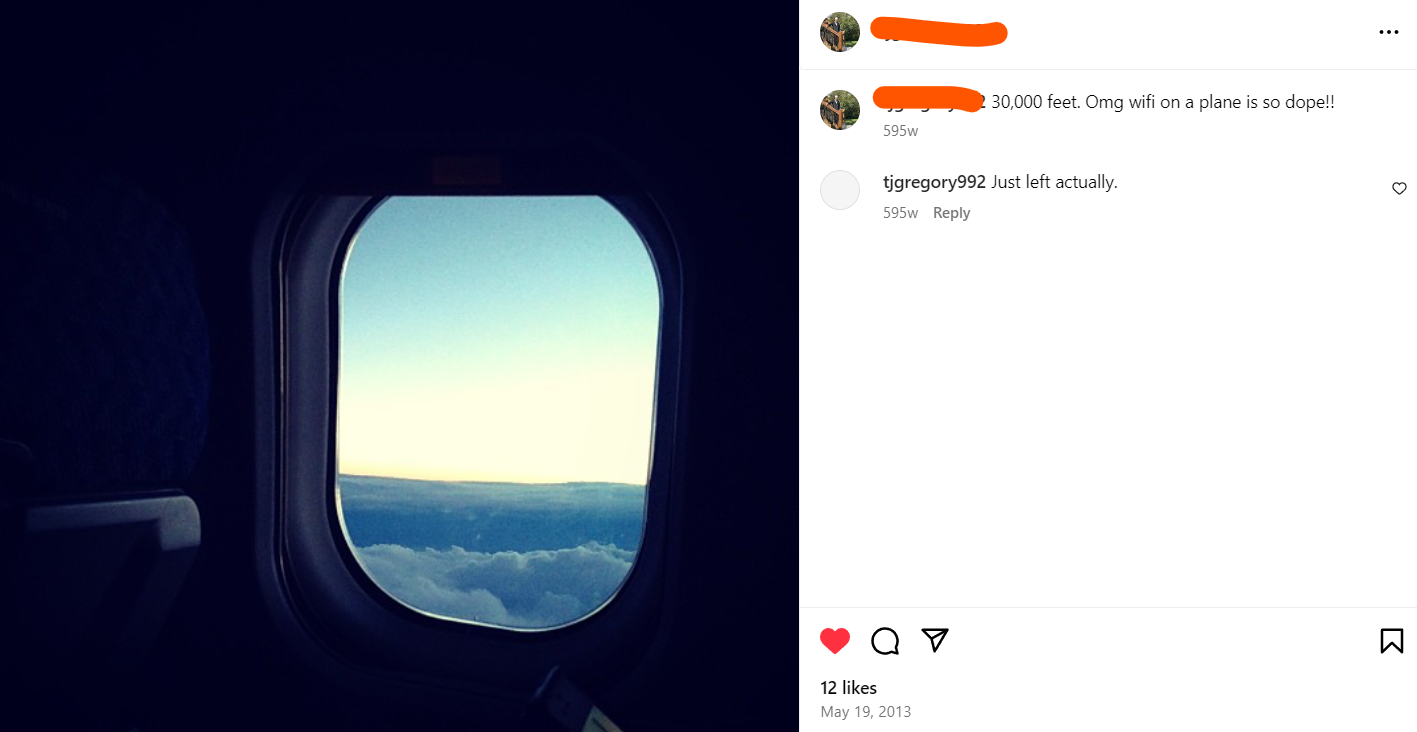 30,000 feet. Omg wifi on a plane is so dope!!
595w
tjgregory992 Just left actually.
595w Reply
12 likes
May 19, 2013